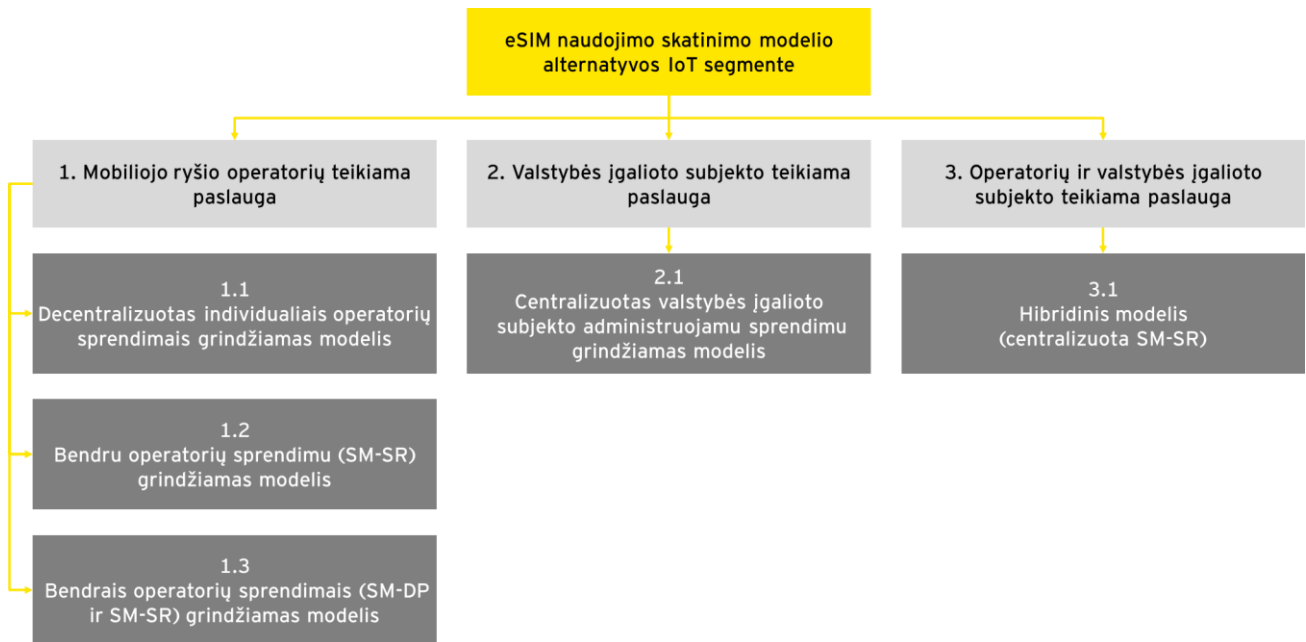 eSIM naudojimo skatinimo modelio
alternatyvos IoT segmente
1. Mobiliojo ryšio operatorių teikiama
paslauga
2. Valstybės įgalioto subjekto teikiama
paslauga
3. Operatorių ir valstybės įgalioto
subjekto teikiama paslauga
1.1
Decentralizuotas individualiais operatorių
sprendimais grindžiamas modelis
2.1
Centralizuotas valstybės įgalioto
subjekto administruojamu sprendimu
grindžiamas modelis
3.1
Hibridinis modelis
(centralizuota SM-SR)
1.2
Bendru operatorių sprendimu (SM-SR)
grindžiamas modelis
1.3
Bendrais operatorių sprendimais (SM-DP
ir SM-SR) grindžiamas modelis